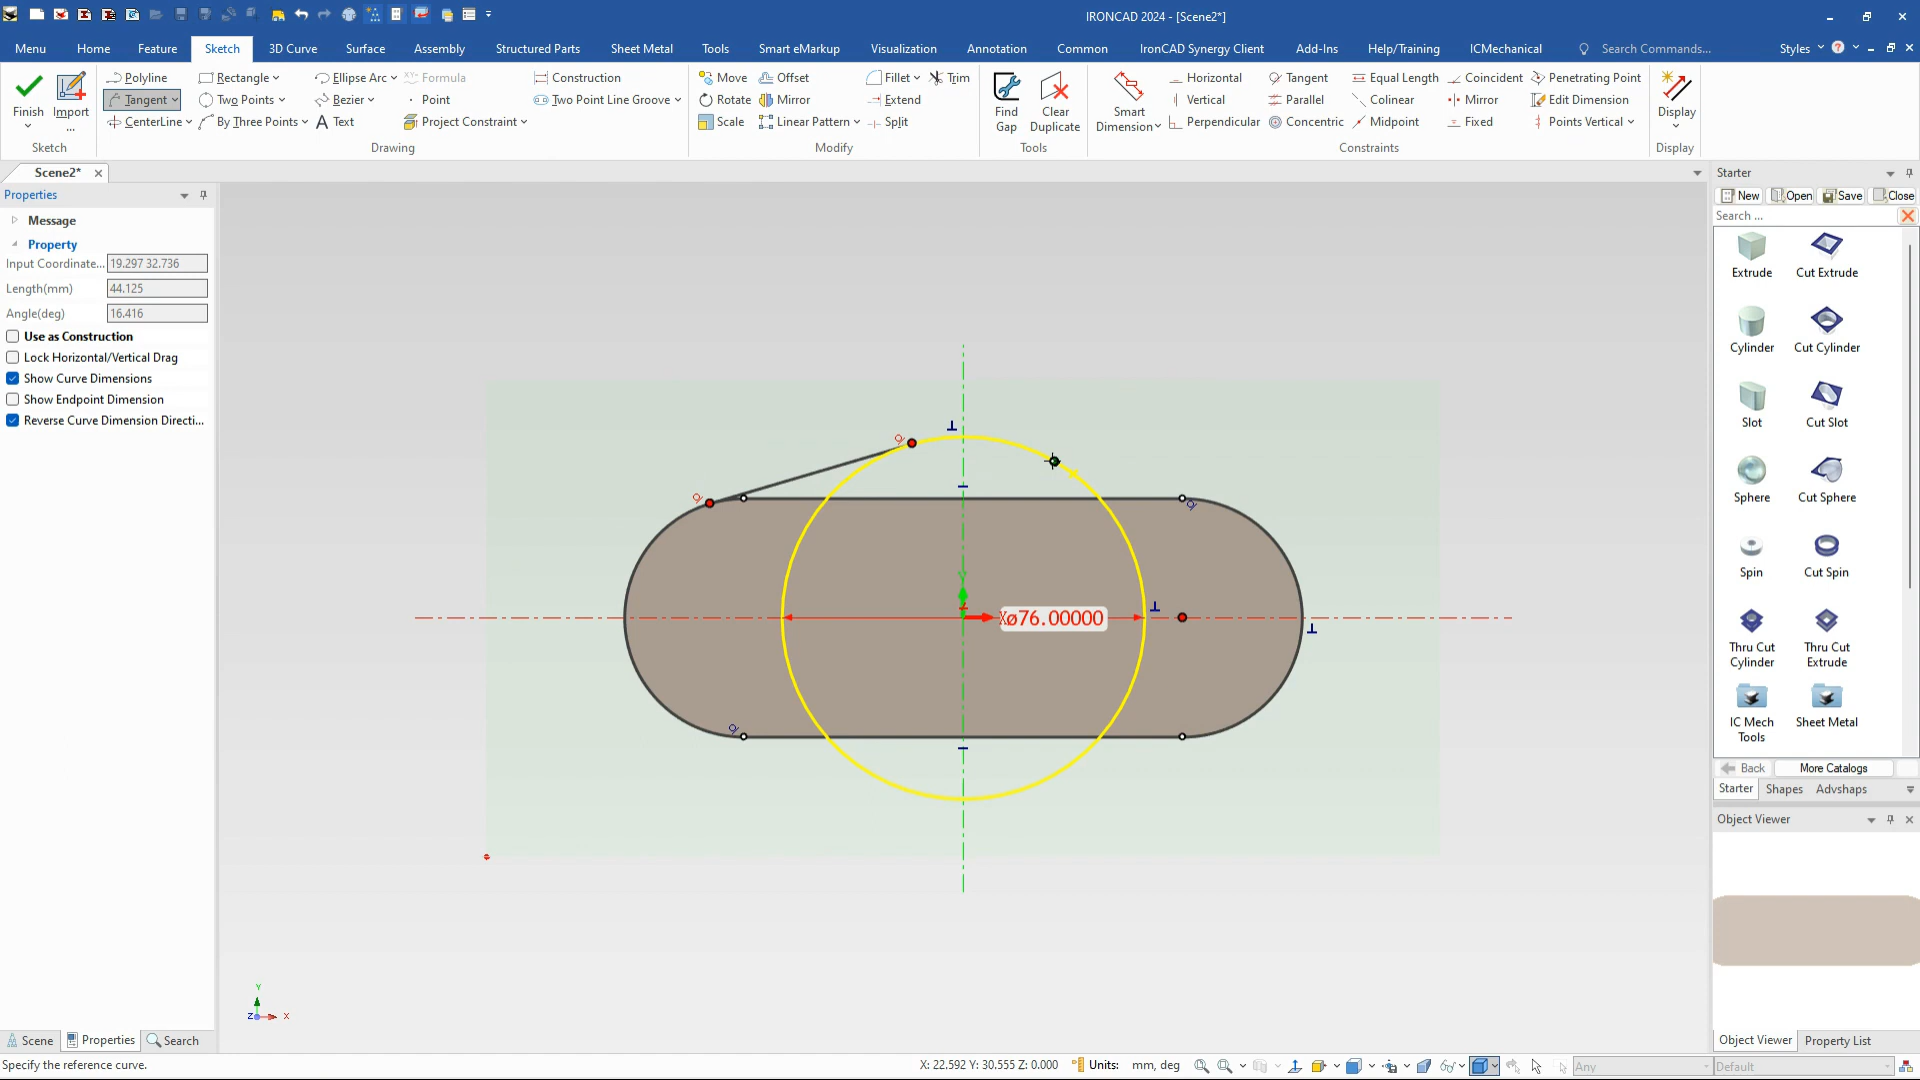 IRONCAD 2024 - [Scene2*]
Menu Home Feature Sketch 3D Curve Surface Assembly Structured Parts Sheet Metal Tools Smart eMarkup Visualization Annotation Common IronCAD Synergy Client Add-Ins Help/Training ICMechanical Search Commands... Styles
Polyline Rectangle Ellipse Arc Formula Construction Move Offset Fillet Trim Horizontal Tangent Equal Length Coincident Penetrating Point
Tangent Two Points Bezier Point Two Point Line Groove Rotate Mirror Extend Vertical Parallel Colinear Mirror Edit Dimension
CenterLine By Three Points Text Project Constraint Scale Linear Pattern Split Perpendicular Concentric Midpoint Fixed Points Vertical
Finish Import ... Find Gap Clear Duplicate Smart Dimension Display
Sketch Drawing Modify Tools Constraints Display
Scene2*
Properties
Message
Property
Input Coordinate... 19.297 32.736
Length(mm) 44.125
Angle(deg) 16.416
Use as Construction
Lock Horizontal/Vertical Drag
Show Curve Dimensions
Show Endpoint Dimension
Reverse Curve Dimension Directi...
Xø76.00000
Y
Z X
Starter
New Open Save Close
Search ...
Extrude Cut Extrude
Cylinder Cut Cylinder
Slot Cut Slot
Sphere Cut Sphere
Spin Cut Spin
Thru Cut Cylinder Thru Cut Extrude
IC Mech Tools Sheet Metal
Back More Catalogs
Starter Shapes Advshaps
Object Viewer
Object Viewer Property List
Scene Properties Search
Specify the reference curve. X: 22.592 Y: 30.555 Z: 0.000 Units: mm, deg Any Default